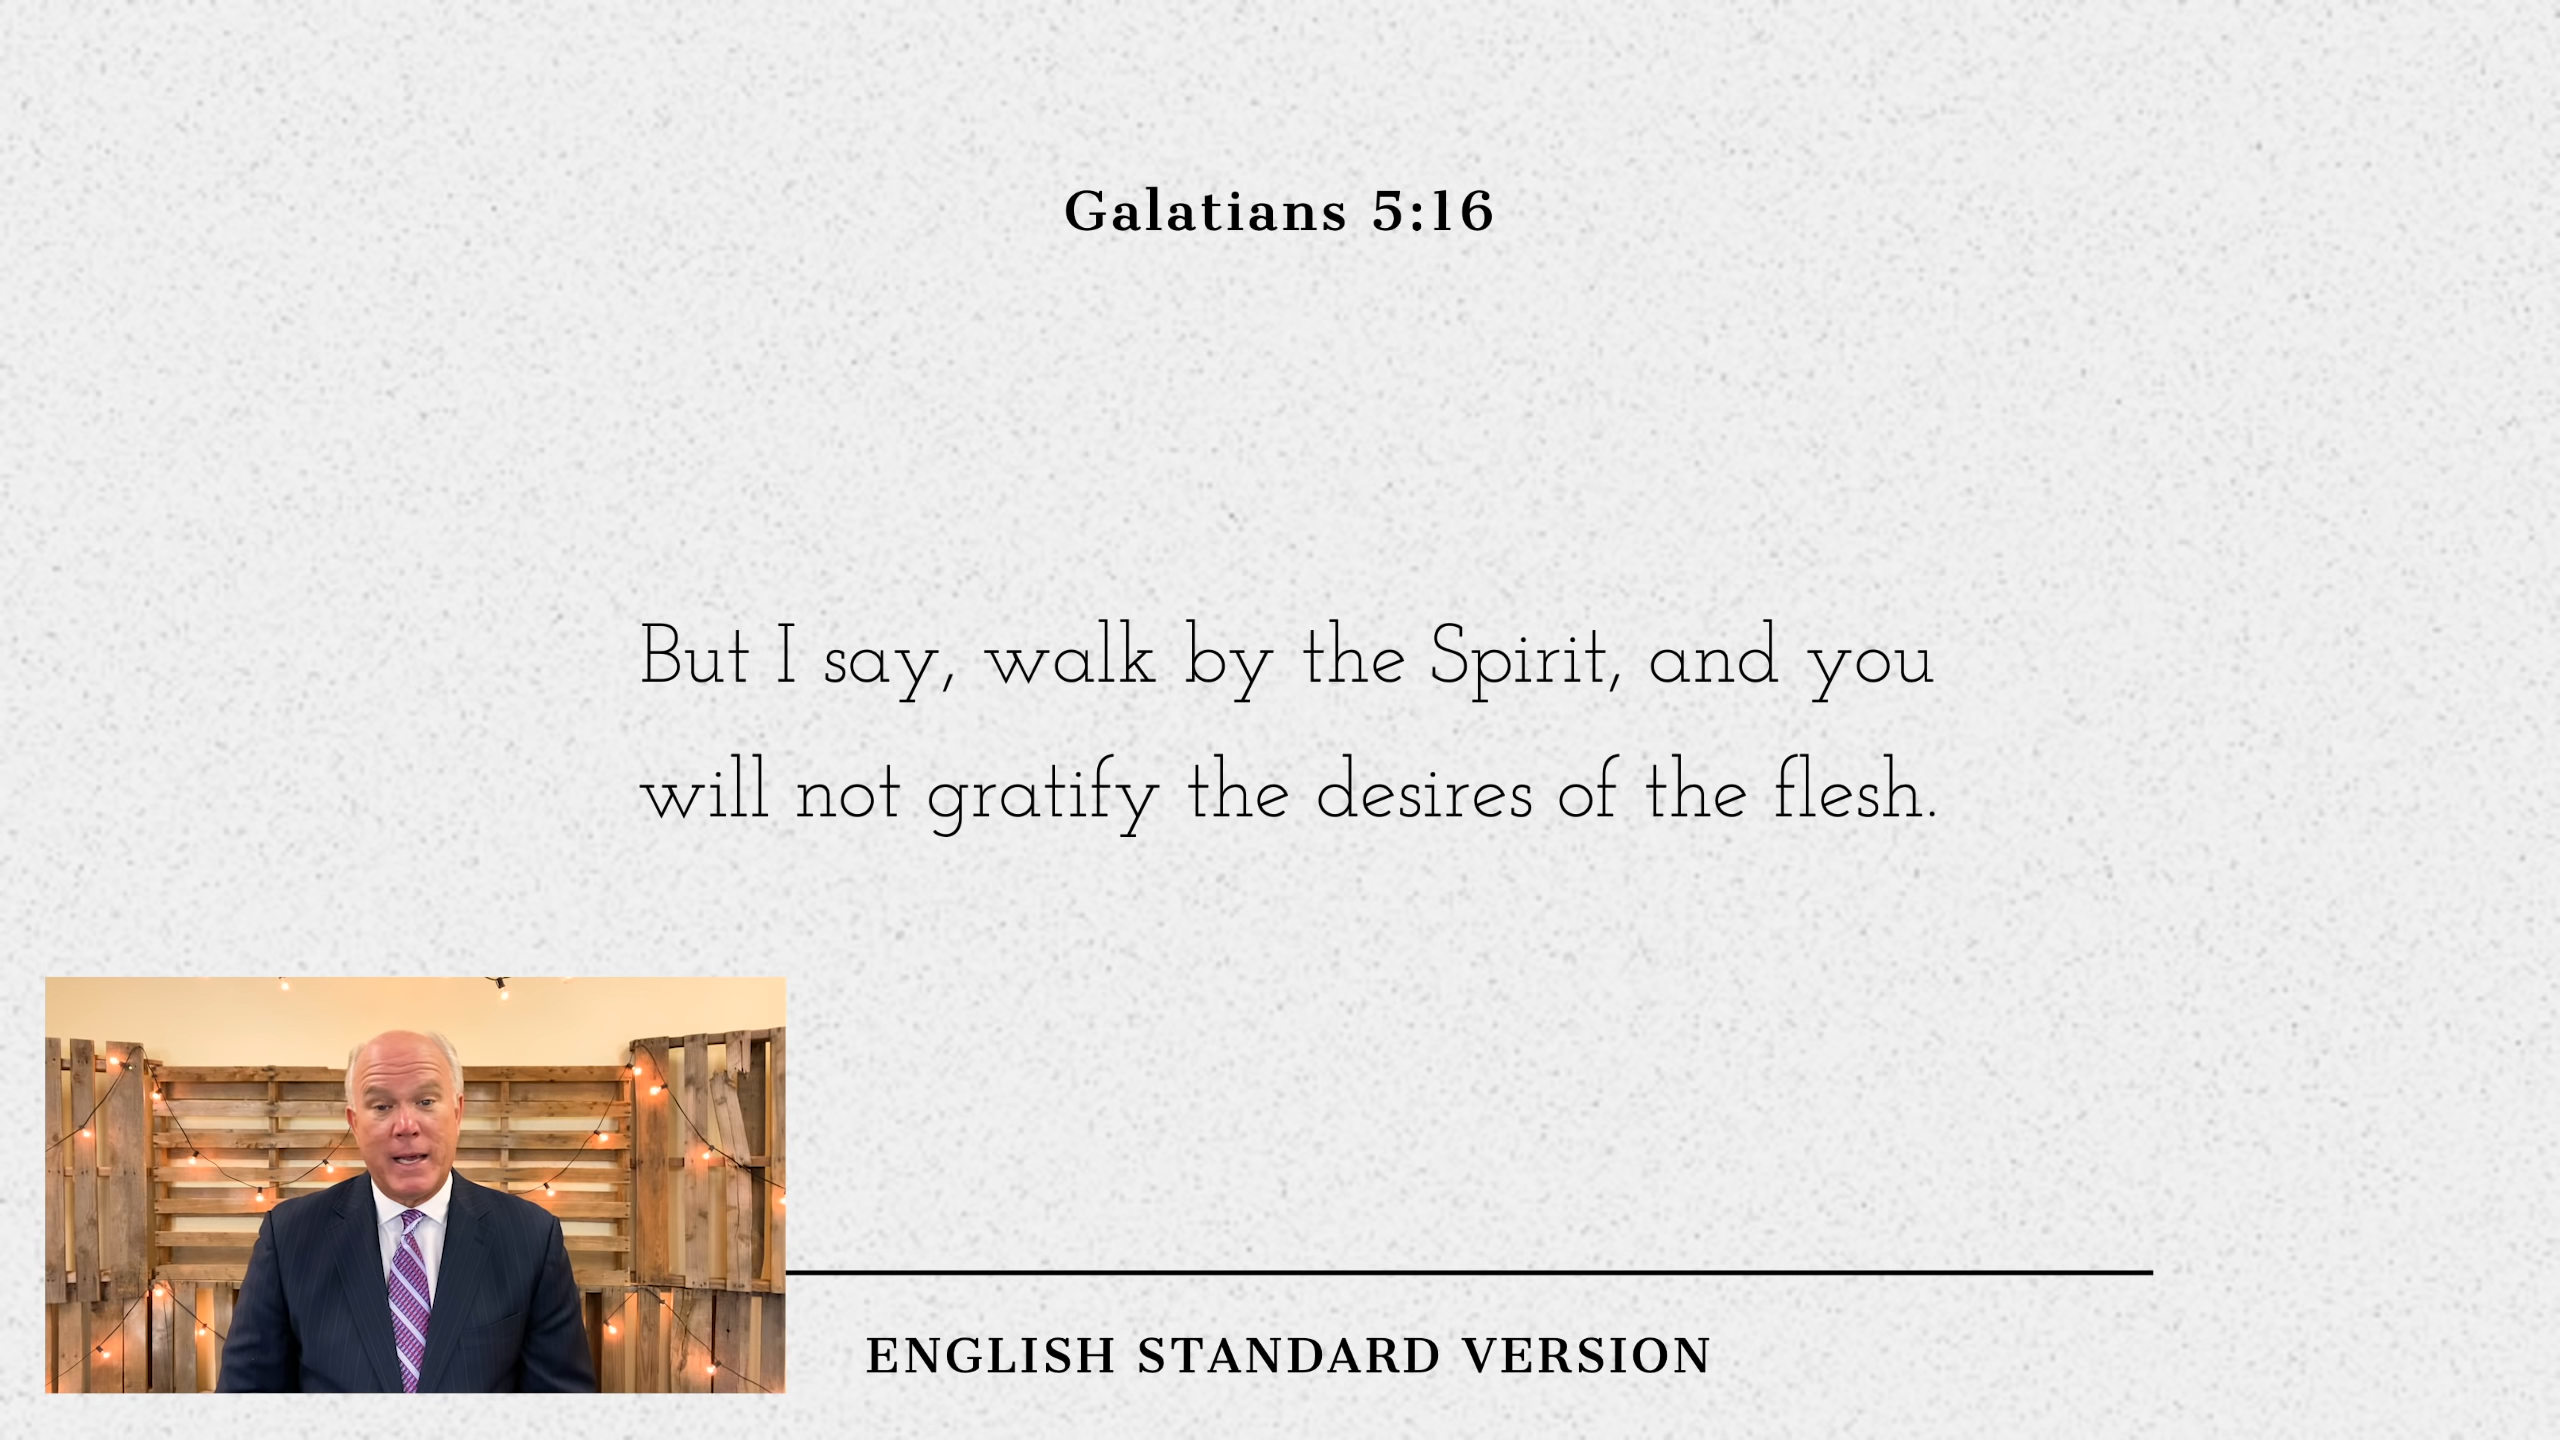 Galatians 5:16
But I say, walk by the Spirit, and you
will not gratify the desires of the flesh.
ENGLISH STANDARD VERSION